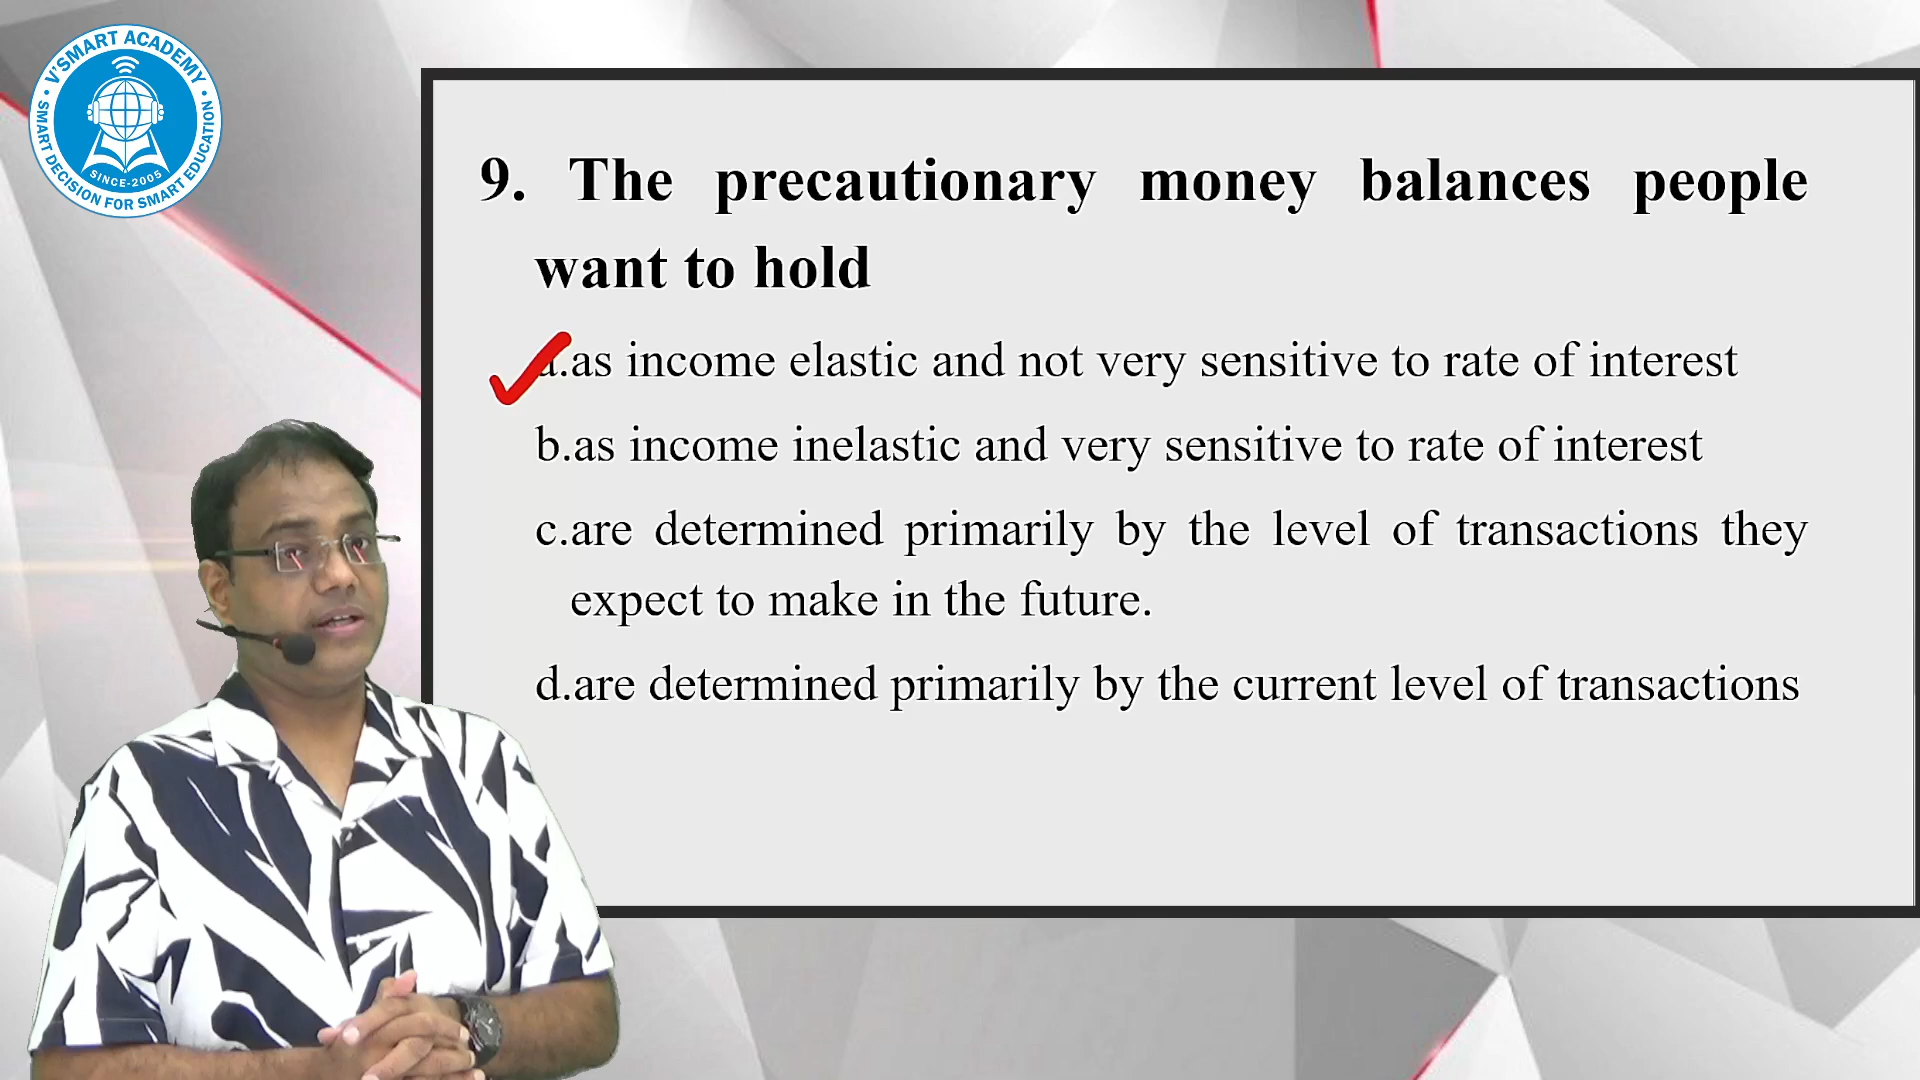 V'SMART ACADEMY
SMART DECISION FOR SMART EDUCATION
SINCE-2005
9. The precautionary money balances people
want to hold
a.as income elastic and not very sensitive to rate of interest
b.as income inelastic and very sensitive to rate of interest
c.are determined primarily by the level of transactions they
expect to make in the future.
d.are determined primarily by the current level of transactions